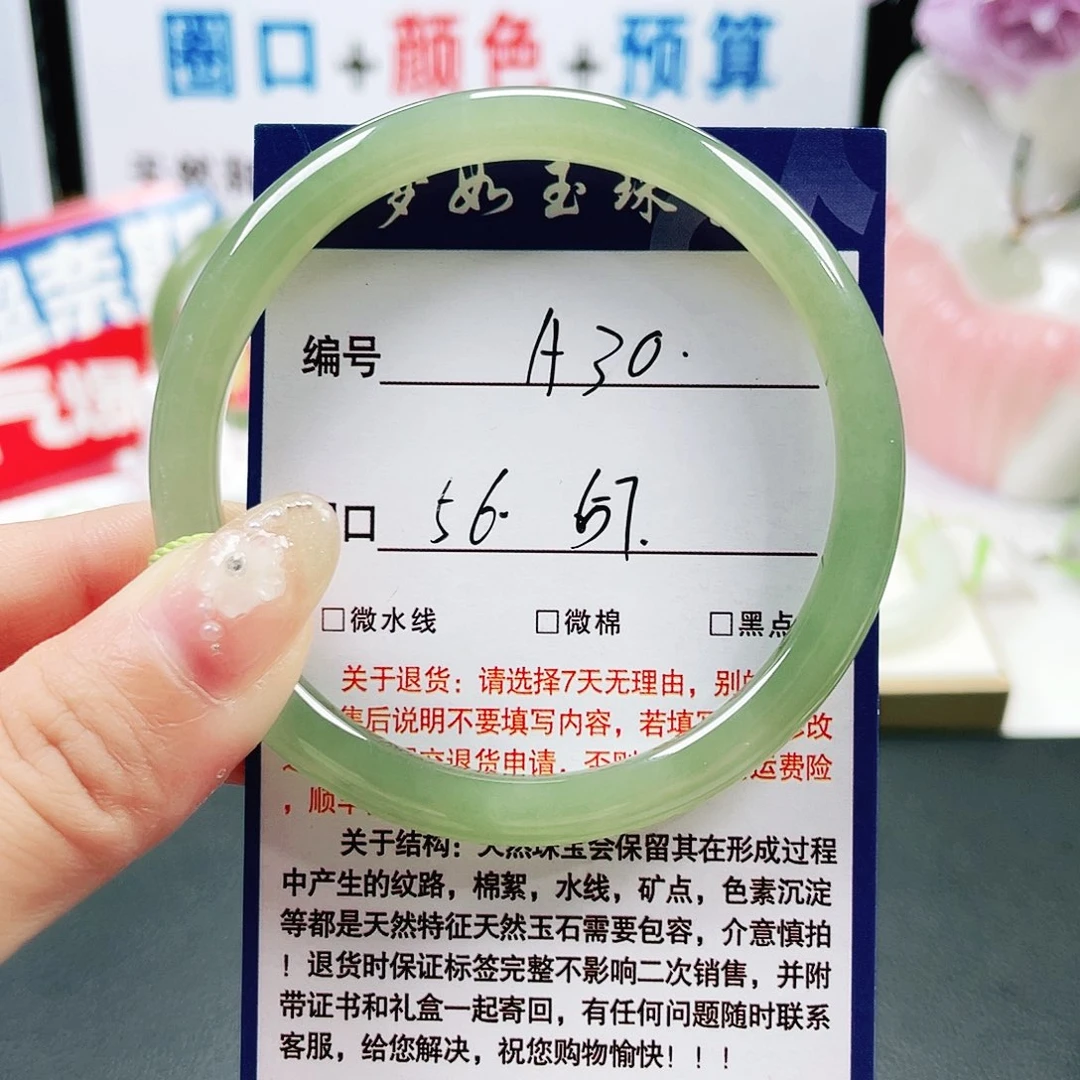 圈口+颜色+预算
梦如玉珠
编号 A30.
口 56. 57.
□微水线 □微棉 □黑点
关于退货：请选择7天无理由，别
售后说明不要填写内容，若填 改
退货申请，否则 运费险
，顺
关于结构：天然珠宝会保留其在形成过程
中产生的纹路，棉絮，水线，矿点，色素沉淀
等都是天然特征天然玉石需要包容，介意慎拍
！退货时保证标签完整不影响二次销售，并附
带证书和礼盒一起寄回，有任何问题随时联系
客服，给您解决，祝您购物愉快！！！